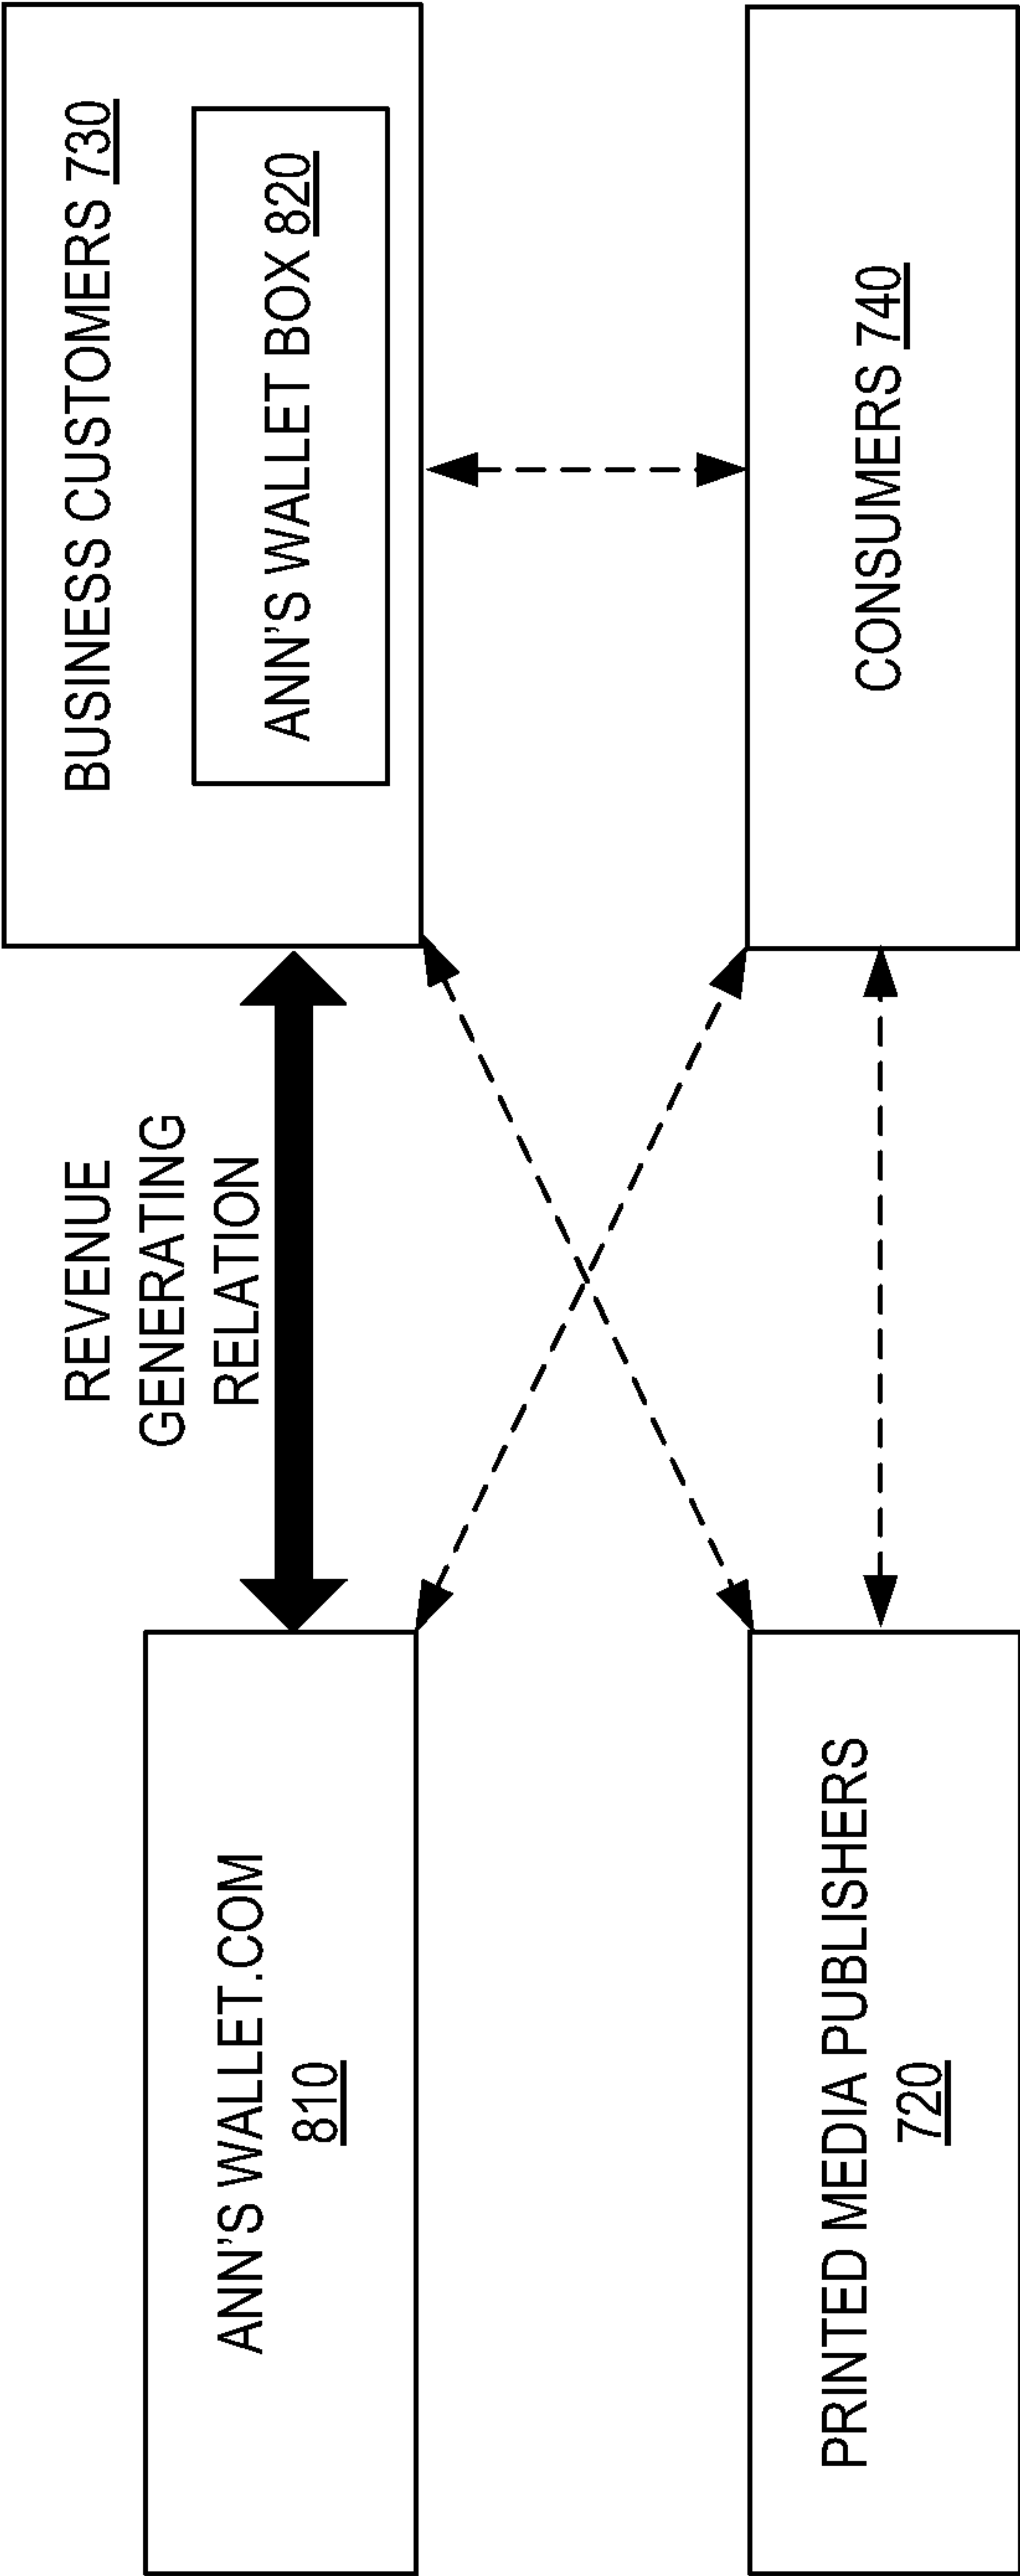 ANN'S WALLET.COM
810
REVENUE
GENERATING
RELATION
BUSINESS CUSTOMERS 730
ANN'S WALLET BOX 820
PRINTED MEDIA PUBLISHERS
720
CONSUMERS 740